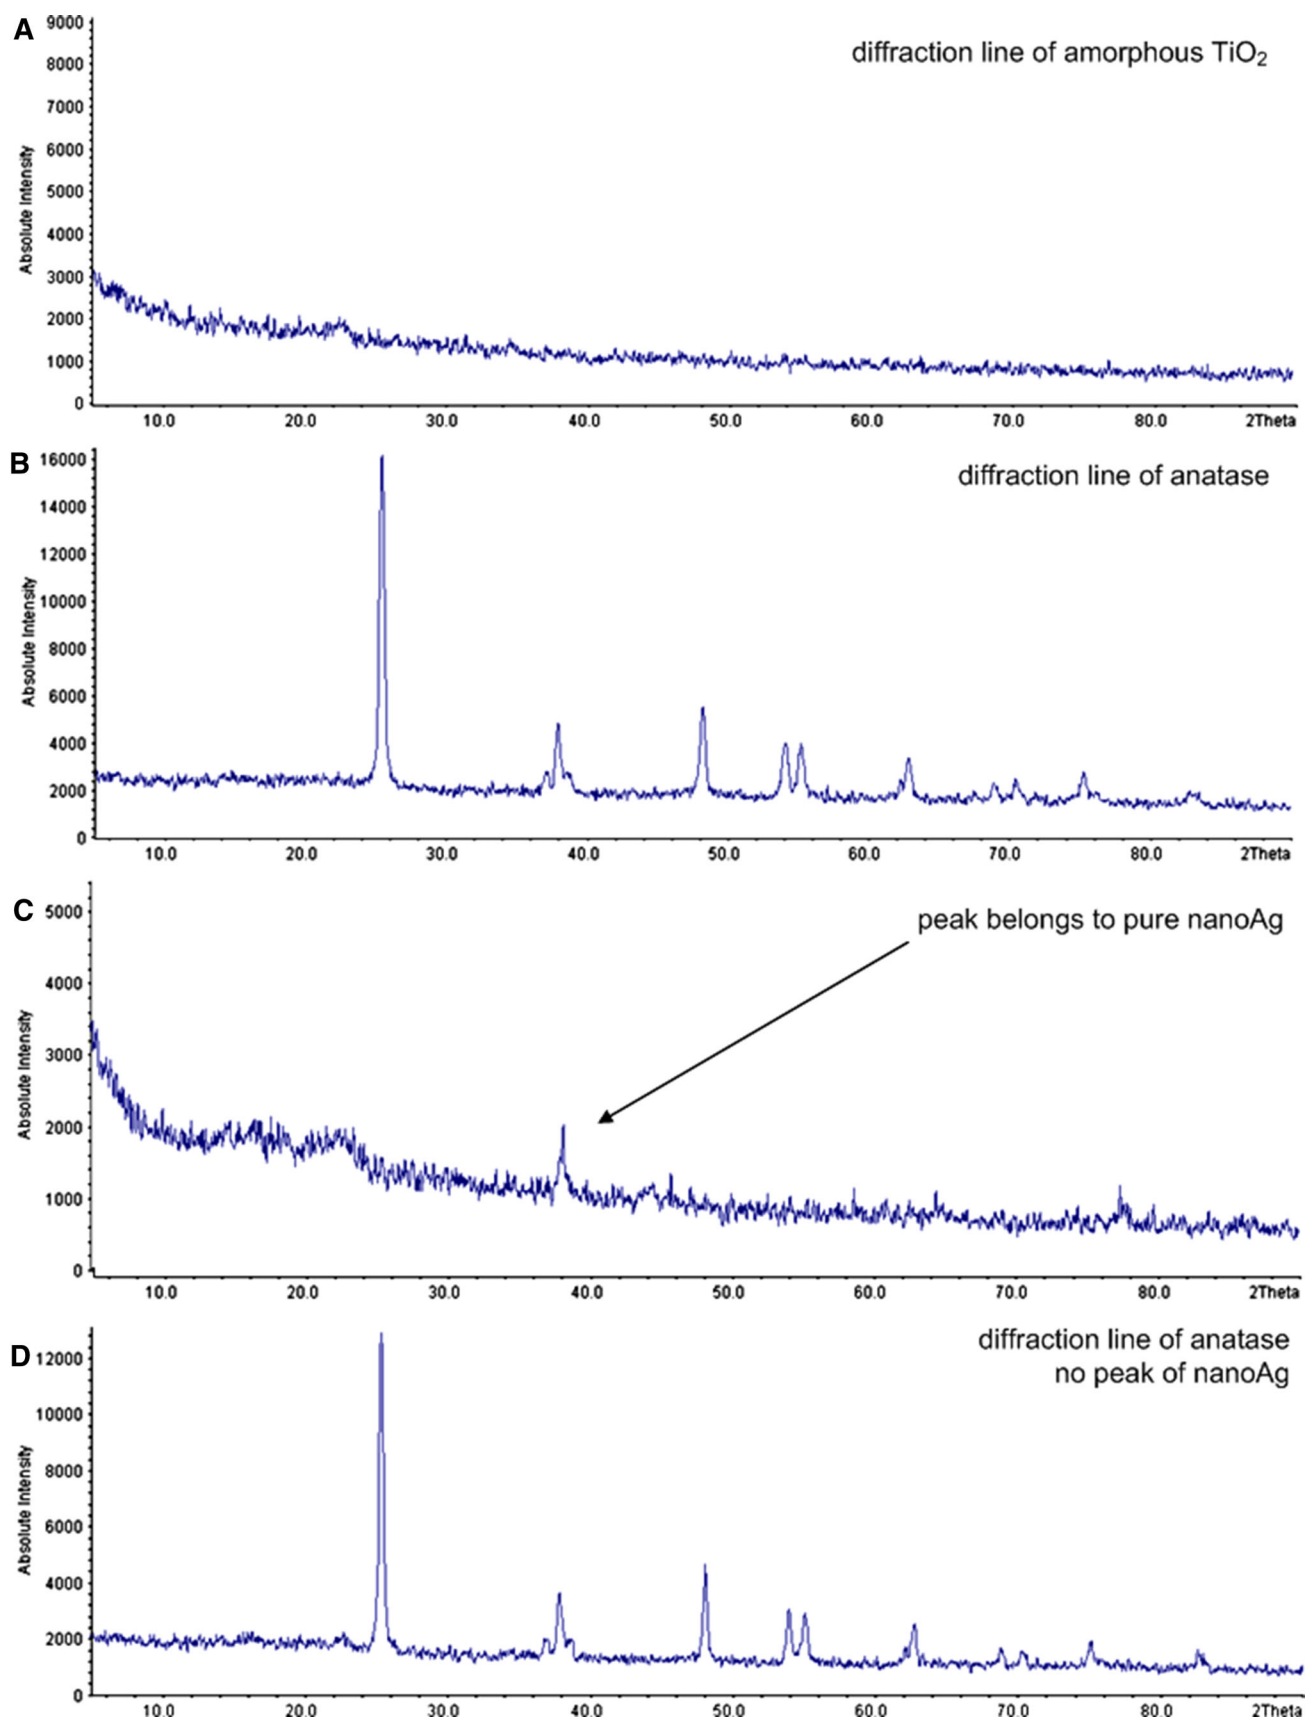 A
diffraction line of amorphous TiO₂
Absolute Intensity
9000
8000
7000
6000
5000
4000
3000
2000
1000
0
10.0 20.0 30.0 40.0 50.0 60.0 70.0 80.0 2Theta
B
diffraction line of anatase
Absolute Intensity
16000
14000
12000
10000
8000
6000
4000
2000
0
10.0 20.0 30.0 40.0 50.0 60.0 70.0 80.0 2Theta
C
peak belongs to pure nanoAg
Absolute Intensity
5000
4000
3000
2000
1000
0
10.0 20.0 30.0 40.0 50.0 60.0 70.0 80.0 2Theta
D
diffraction line of anatase
no peak of nanoAg
Absolute Intensity
12000
10000
8000
6000
4000
2000
0
10.0 20.0 30.0 40.0 50.0 60.0 70.0 80.0 2Theta